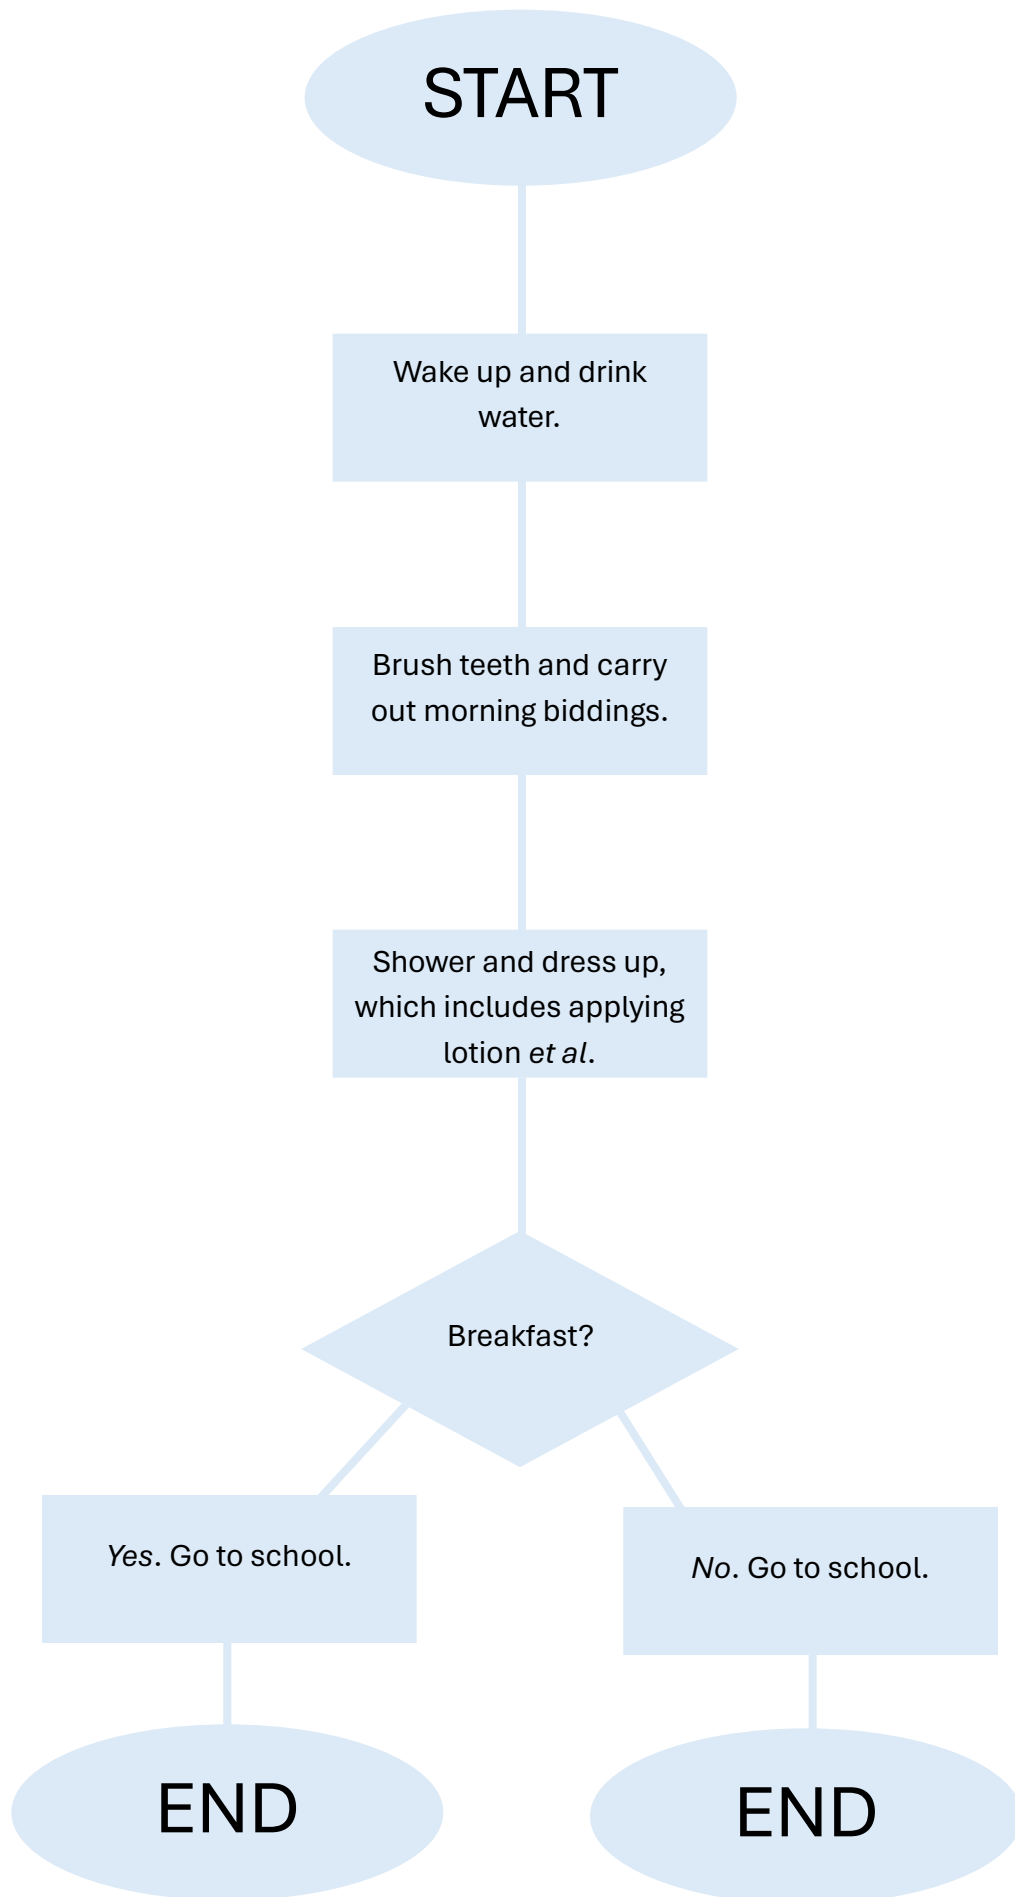 START
Wake up and drink
water.
Brush teeth and carry
out morning biddings.
Shower and dress up,
which includes applying
lotion et al.
Breakfast?
Yes. Go to school.
No. Go to school.
END
END